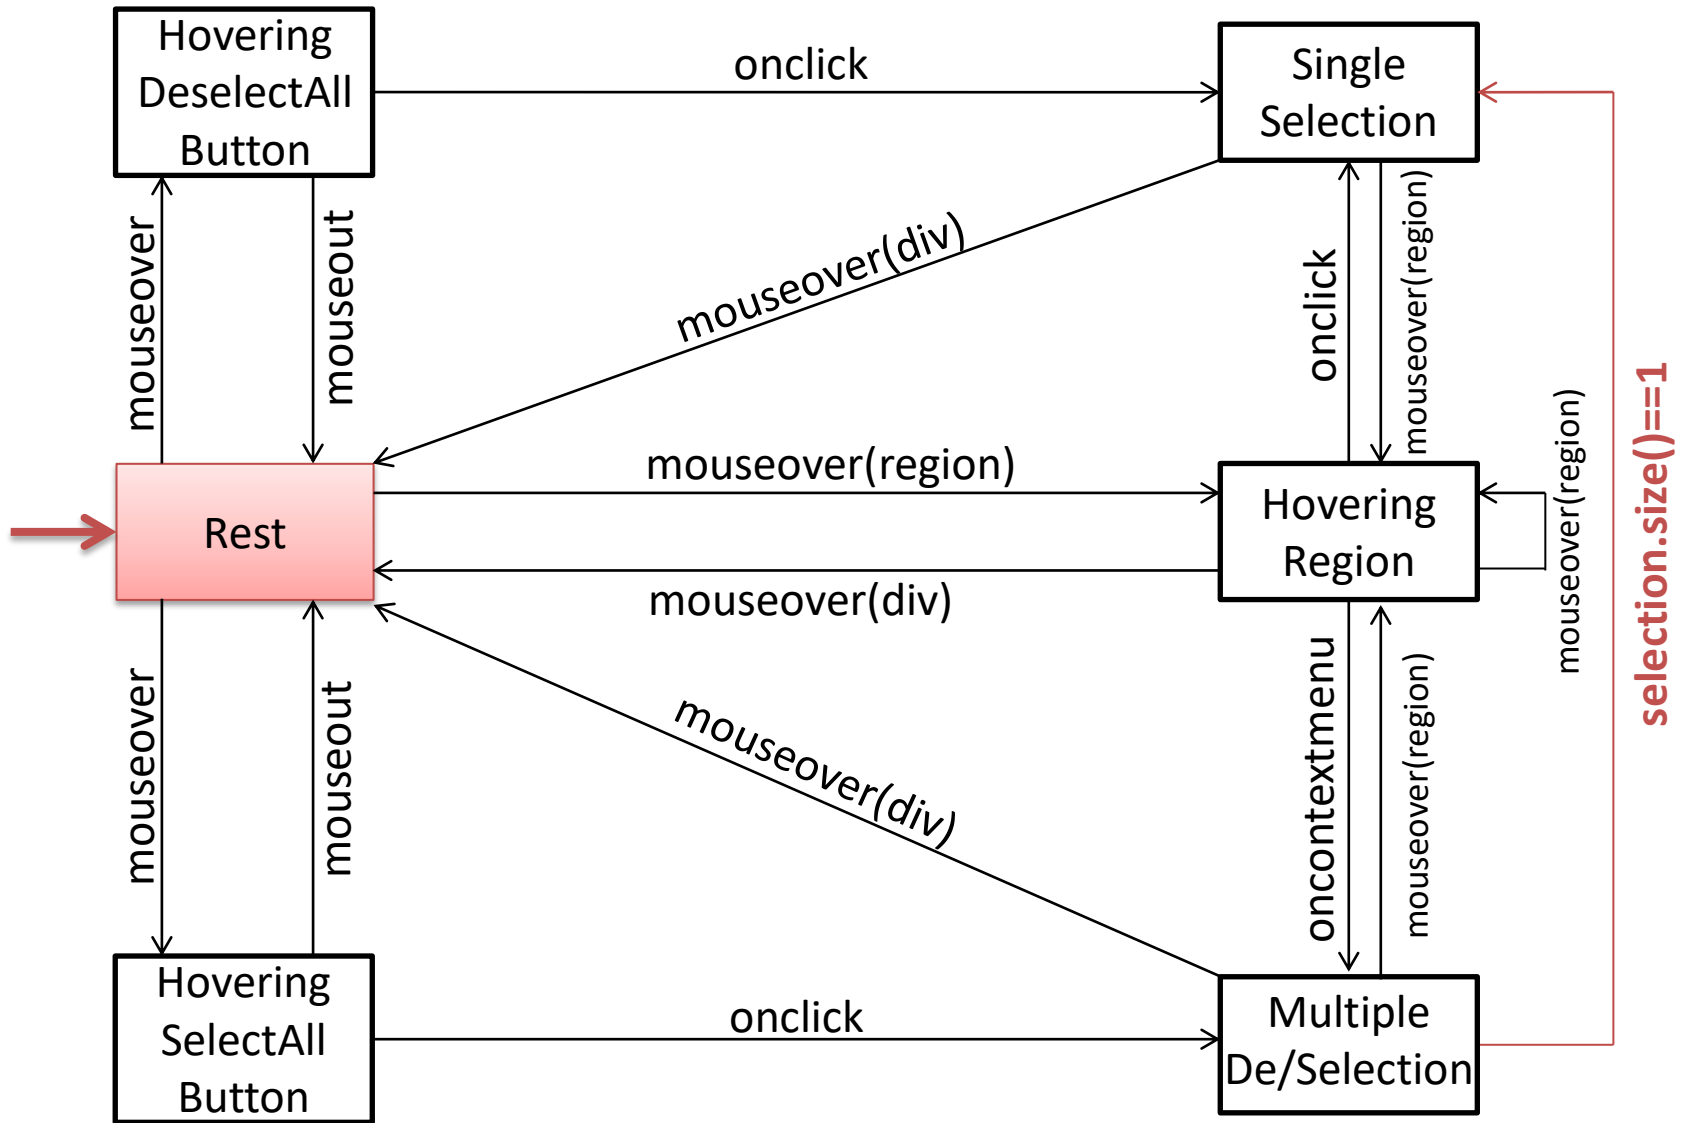 Hovering
DeselectAll
Button
onclick
Single
Selection
mouseover
mouseout
mouseover(div)
onclick
mouseover(region)
Rest
mouseover(region)
mouseover(div)
Hovering
Region
mouseover(region)
selection.size()==1
mouseover
mouseout
mouseover(div)
oncontextmenu
mouseover(region)
Hovering
SelectAll
Button
onclick
Multiple
De/Selection